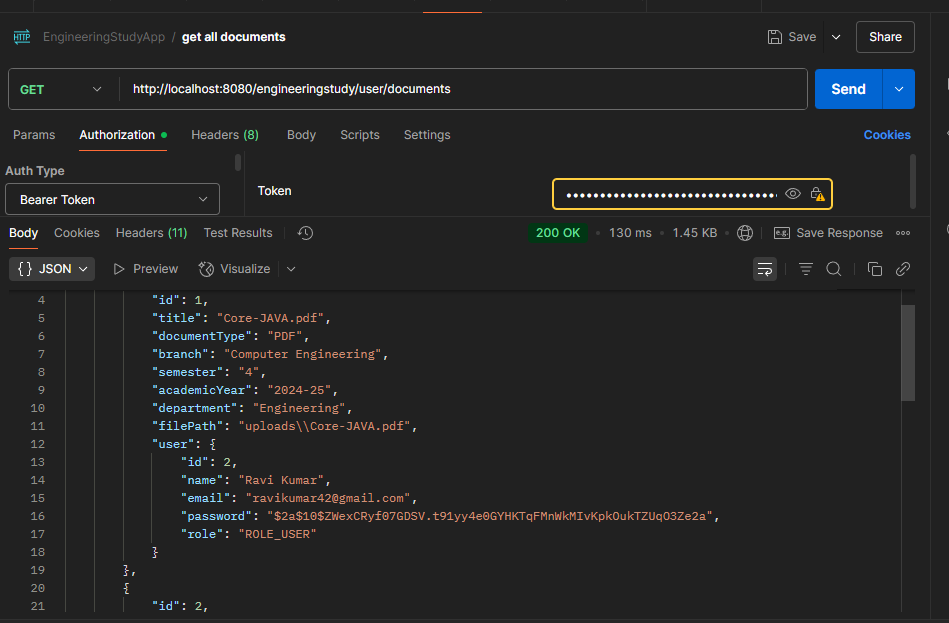 HTTP EngineeringStudyApp / get all documents Save Share
GET http://localhost:8080/engineeringstudy/user/documents Send
Params Authorization Headers (8) Body Scripts Settings Cookies
Auth Type
Bearer Token
Token
Body Cookies Headers (11) Test Results 200 OK 130 ms 1.45 KB e.g. Save Response
{} JSON Preview Visualize
4 "id": 1,
5 "title": "Core-JAVA.pdf",
6 "documentType": "PDF",
7 "branch": "Computer Engineering",
8 "semester": "4",
9 "academicYear": "2024-25",
10 "department": "Engineering",
11 "filePath": "uploads\\Core-JAVA.pdf",
12 "user": {
13 "id": 2,
14 "name": "Ravi Kumar",
15 "email": "ravikumar42@gmail.com",
16 "password": "$2a$10$ZWexCRyf07GDSV.t91yy4e0GYHKTqFMnWkMIvKpkOukTZUqO3Ze2a",
17 "role": "ROLE_USER"
18 }
19 },
20 {
21 "id": 2,